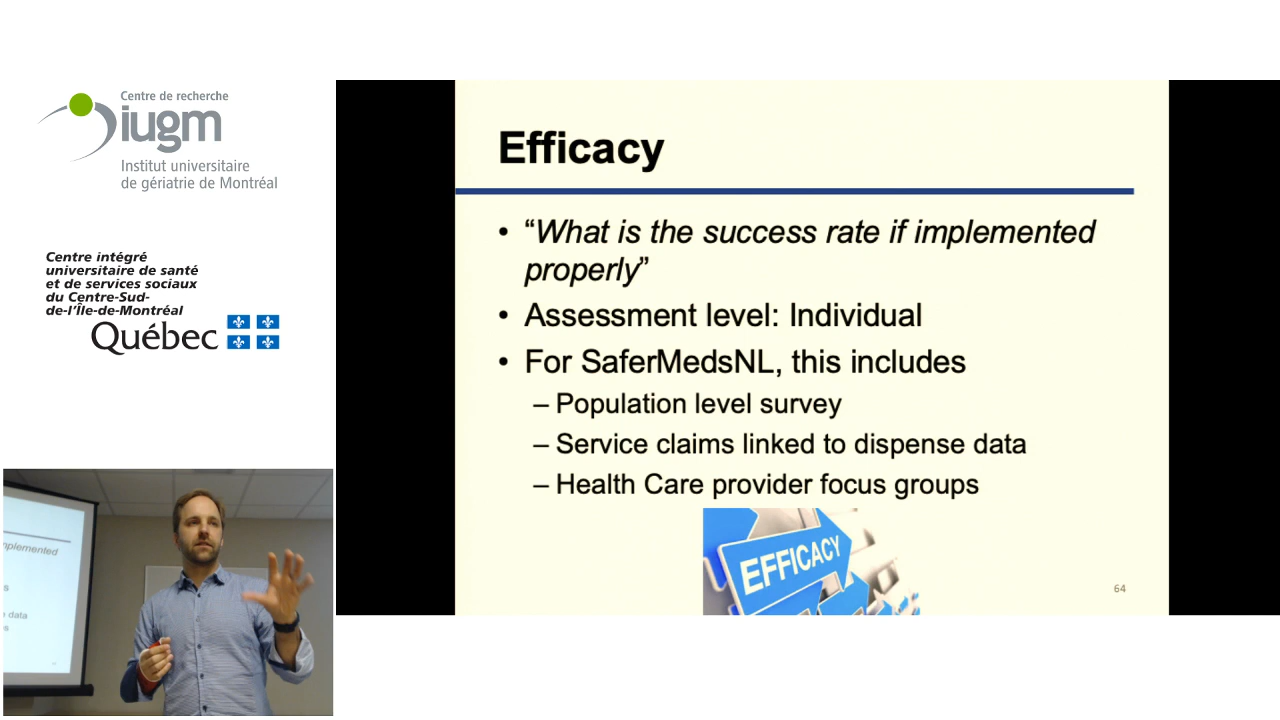 Centre de recherche
iugm
Institut universitaire
de gériatrie de Montréal
Centre intégré
universitaire de santé
et de services sociaux
du Centre-Sud-
de-l'Île-de-Montréal
Québec
Efficacy
• “What is the success rate if implemented
properly”
• Assessment level: Individual
• For SaferMedsNL, this includes
– Population level survey
– Service claims linked to dispense data
– Health Care provider focus groups
EFFICACY
64
mplemented
s
data
s